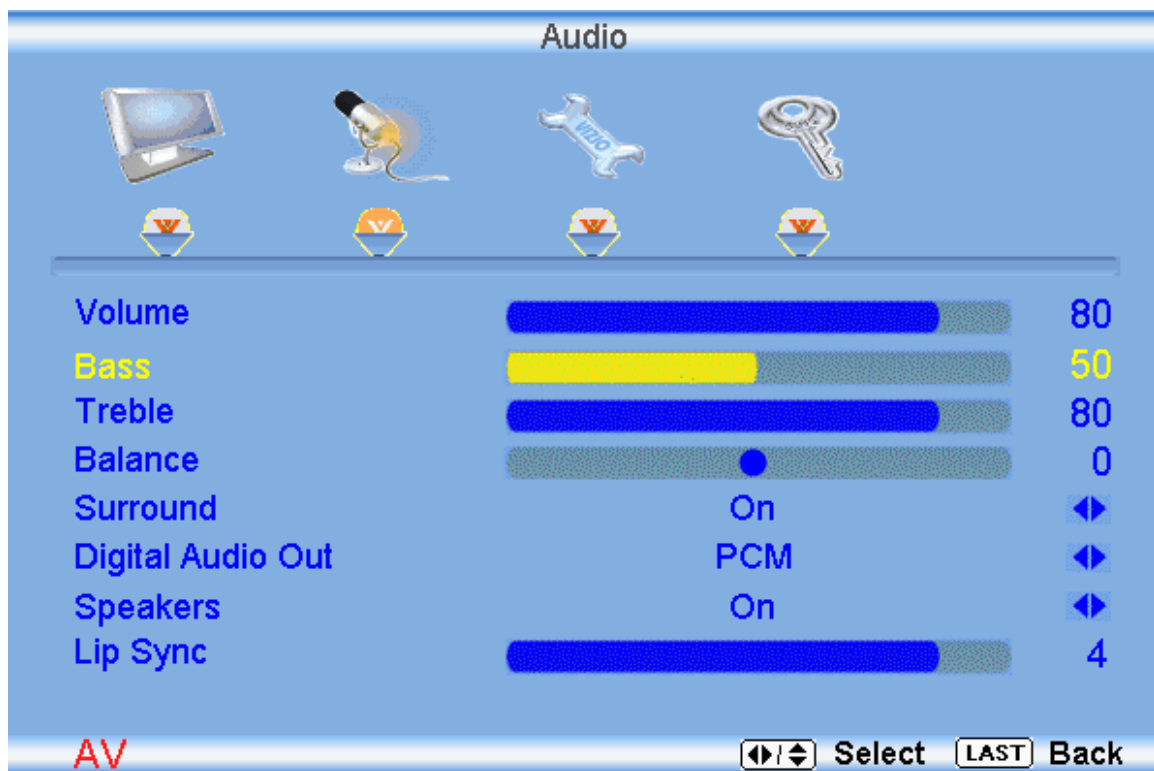 Audio
VIZIO
Volume 80
Bass 50
Treble 80
Balance 0
Surround On
Digital Audio Out PCM
Speakers On
Lip Sync 4
AV / Select LAST Back